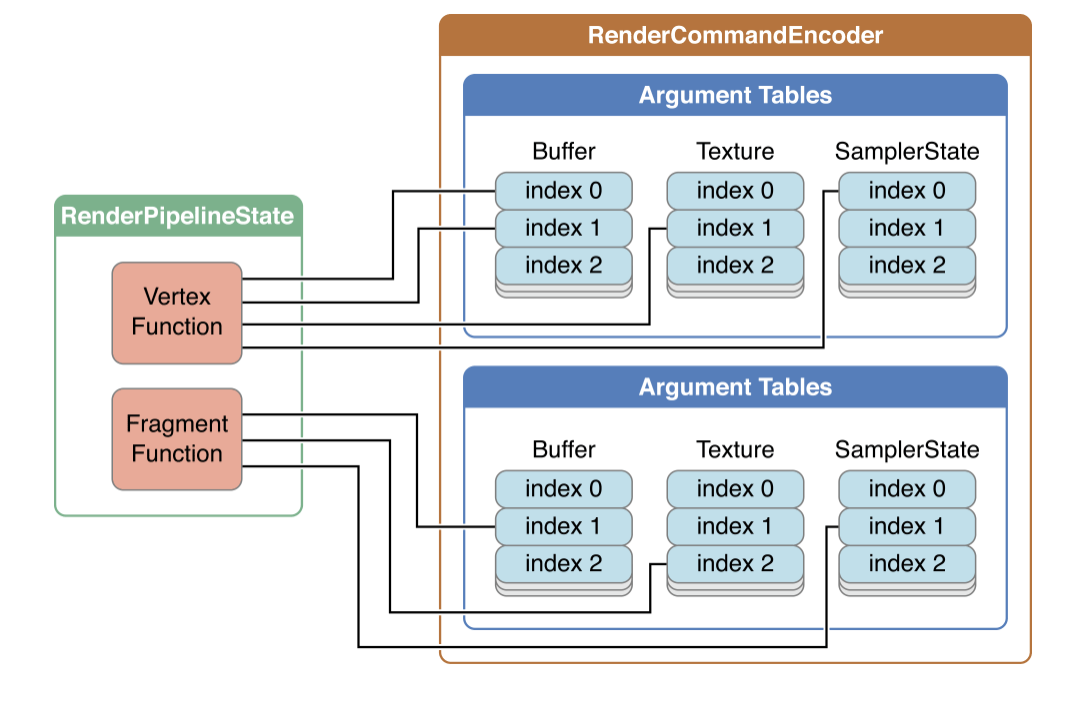 RenderCommandEncoder
Argument Tables
Buffer Texture SamplerState
index 0 index 0 index 0
index 1 index 1 index 1
index 2 index 2 index 2
RenderPipelineState
Vertex
Function
Fragment
Function
Argument Tables
Buffer Texture SamplerState
index 0 index 0 index 0
index 1 index 1 index 1
index 2 index 2 index 2